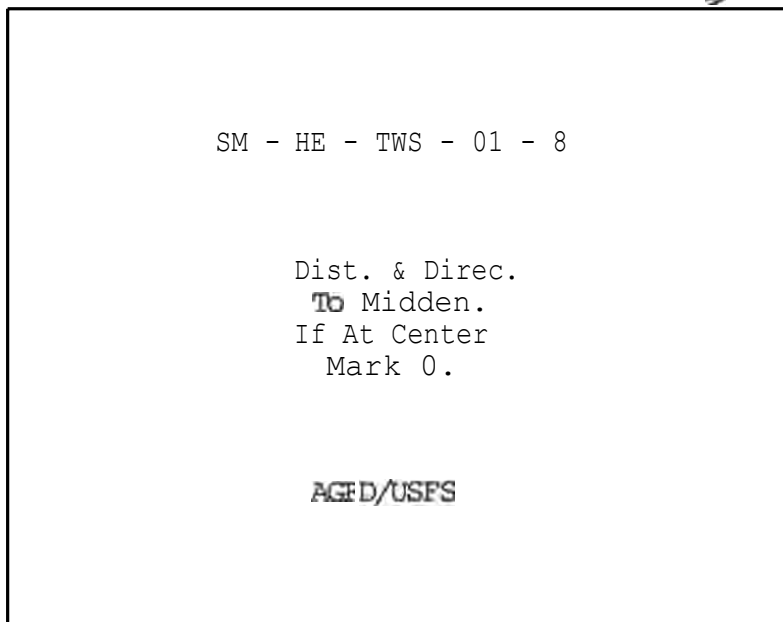 SM - HE - TWS - 01 - 8
Dist. & Direc.
To Midden.
If At Center
Mark 0.
AGFD/USFS